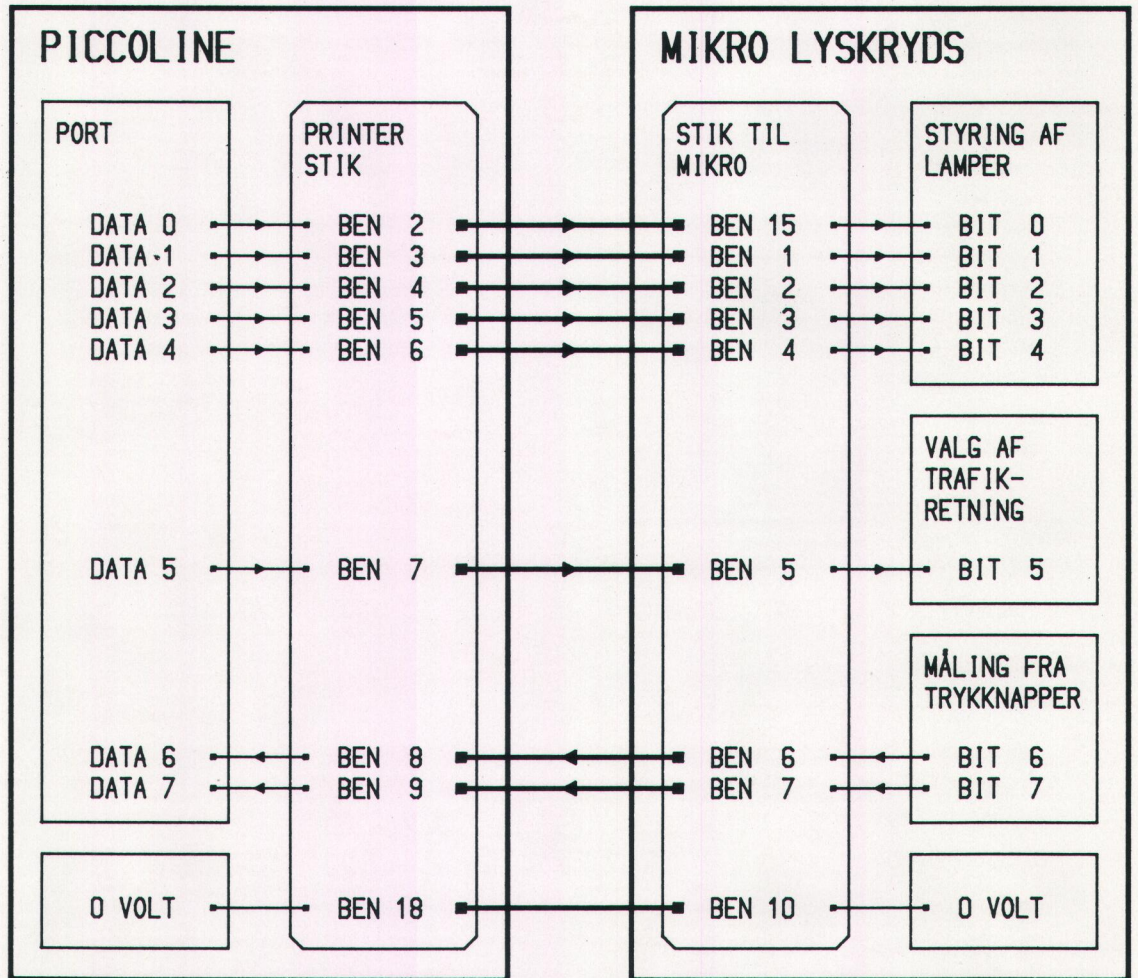 PICCOLINE MIKRO LYSKRYDS
PORT PRINTER STIK TIL STYRING AF
STIK MIKRO LAMPER
DATA 0 BEN 2 BEN 15 BIT 0
DATA 1 BEN 3 BEN 1 BIT 1
DATA 2 BEN 4 BEN 2 BIT 2
DATA 3 BEN 5 BEN 3 BIT 3
DATA 4 BEN 6 BEN 4 BIT 4
VALG AF
TRAFIK-
RETNING
DATA 5 BEN 7 BEN 5 BIT 5
MÅLING FRA
TRYKKNAPPER
DATA 6 BEN 8 BEN 6 BIT 6
DATA 7 BEN 9 BEN 7 BIT 7
0 VOLT BEN 18 BEN 10 0 VOLT